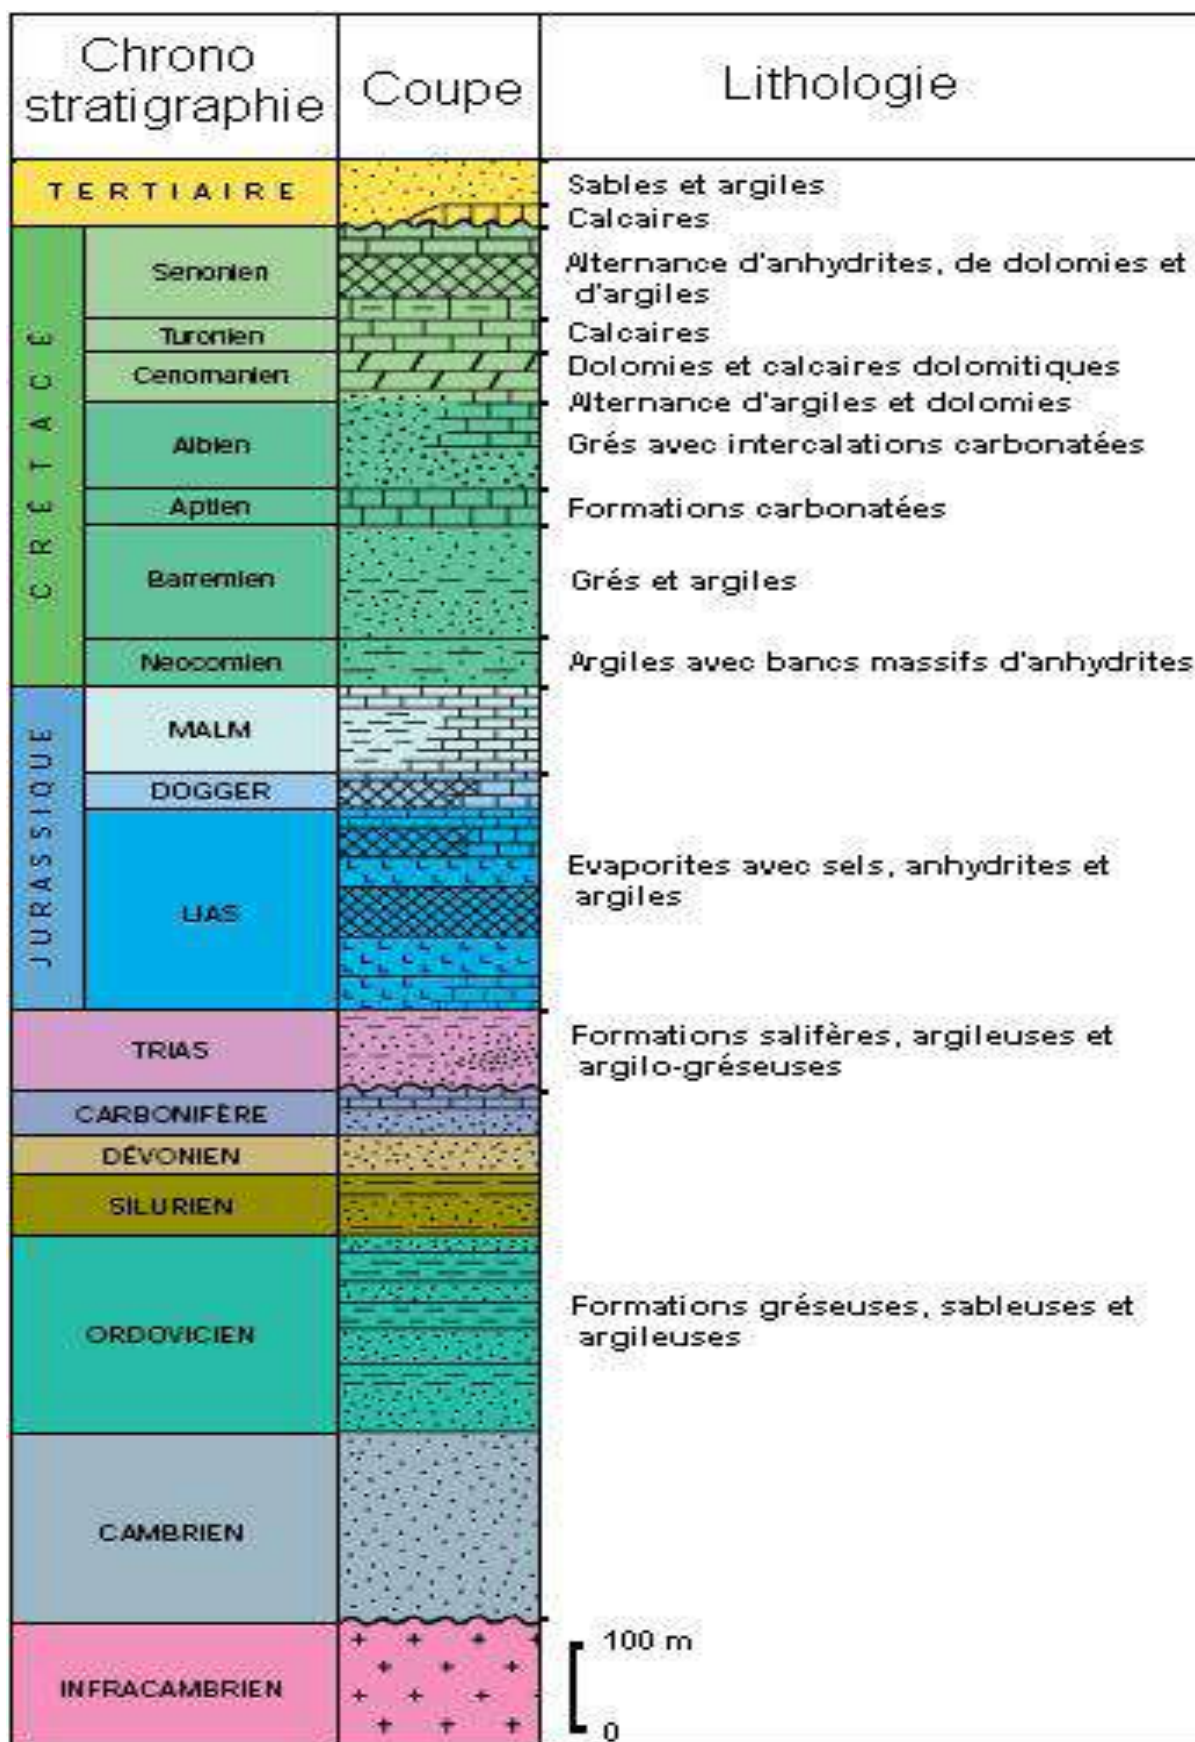 Chrono
stratigraphie
Coupe
Lithologie
TERTIAIRE
Sables et argiles
Calcaires
CRETACE
Senonien
Alternance d'anhydrites, de dolomies et
d'argiles
Turonien
Calcaires
Cenomanien
Dolomies et calcaires dolomitiques
Alternance d'argiles et dolomies
Albien
Grés avec intercalations carbonatées
Aptien
Formations carbonatées
Barremien
Grés et argiles
Neocomien
Argiles avec bancs massifs d'anhydrites
JURASSIQUE
MALM
DOGGER
LIAS
Evaporites avec sels, anhydrites et
argiles
TRIAS
Formations salifères, argileuses et
argilo-gréseuses
CARBONIFÈRE
DÉVONIEN
SILURIEN
ORDOVICIEN
Formations gréseuses, sableuses et
argileuses
CAMBRIEN
INFRACAMBRIEN
100 m
0